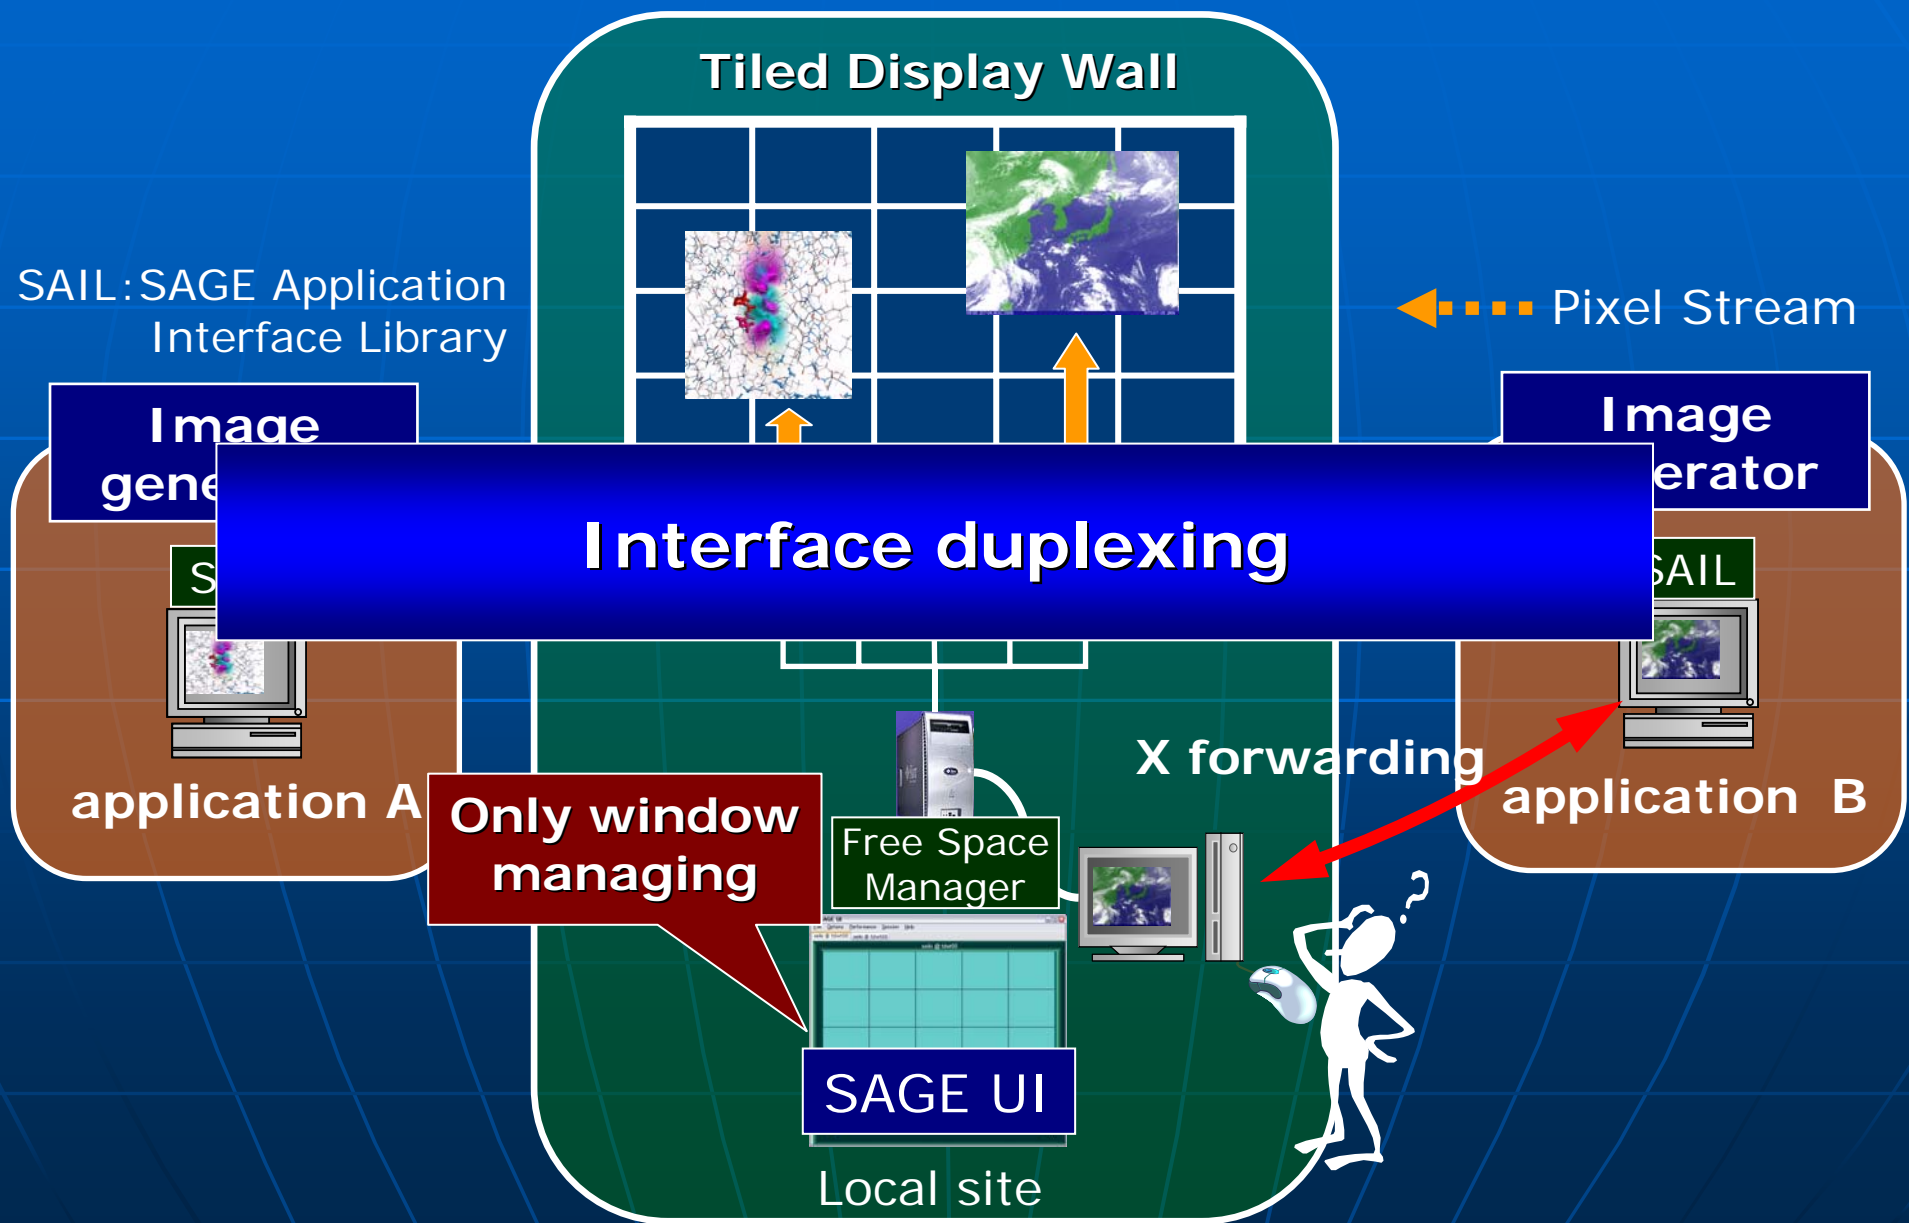 Tiled Display Wall
SAIL:SAGE Application
Interface Library
Pixel Stream
Image
gene
Image
erator
Interface duplexing
S
SAIL
X forwarding
application A
application B
Only window
managing
Free Space
Manager
SAGE UI
Local site